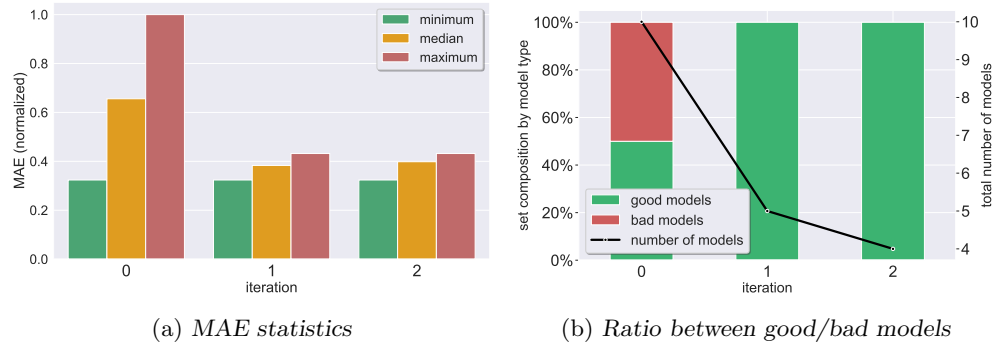 1.0
0.8
0.6
0.4
0.2
0.0
MAE (normalized)
minimum
median
maximum
0
1
2
iteration
(a) MAE statistics
100%
80%
60%
40%
20%
0%
set composition by model type
good models
bad models
number of models
10
9
8
7
6
5
4
total number of models
0
1
2
iteration
(b) Ratio between good/bad models